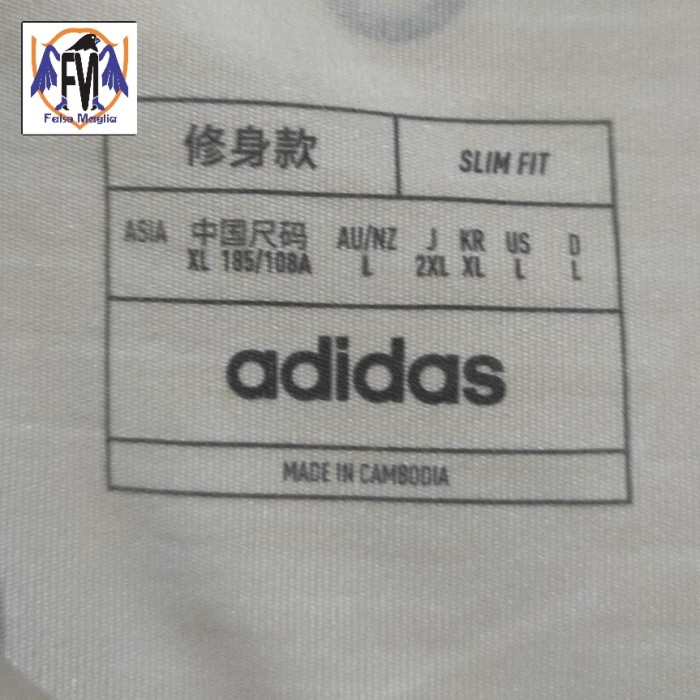 FVM
Falso Maglia
修身款 SLIM FIT
ASIA 中国尺码 AU/NZ J KR US D
XL 185/108A L 2XL XL L L
adidas
MADE IN CAMBODIA